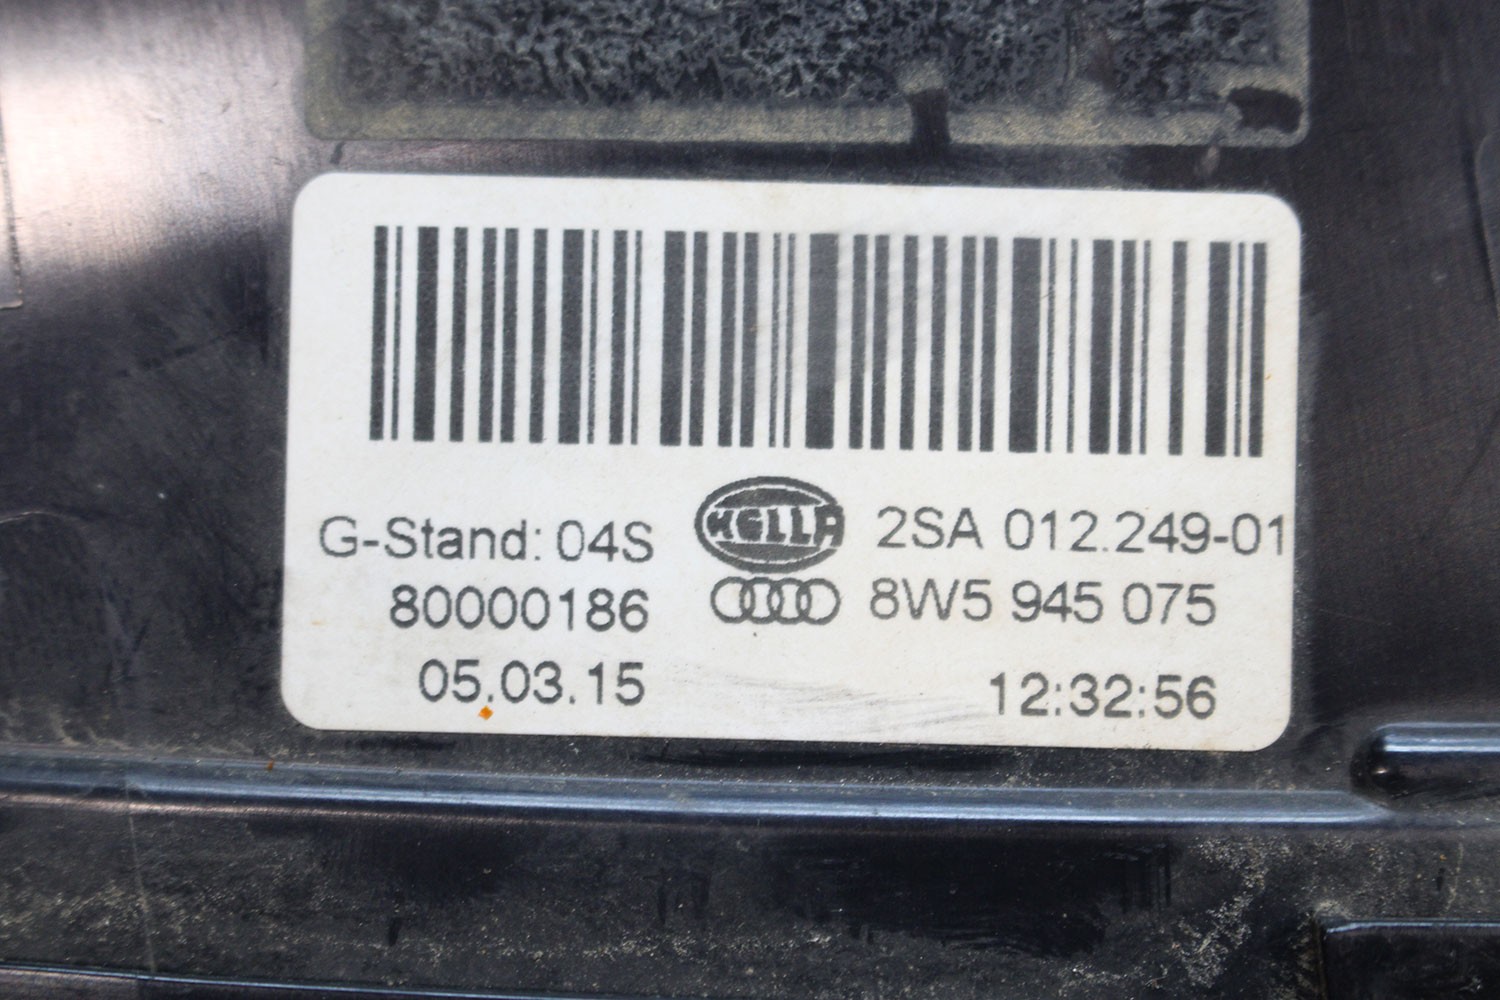 G-Stand: 04S HELLA 2SA 012.249-01
80000186 8W5 945 075
05.03.15 12:32:56